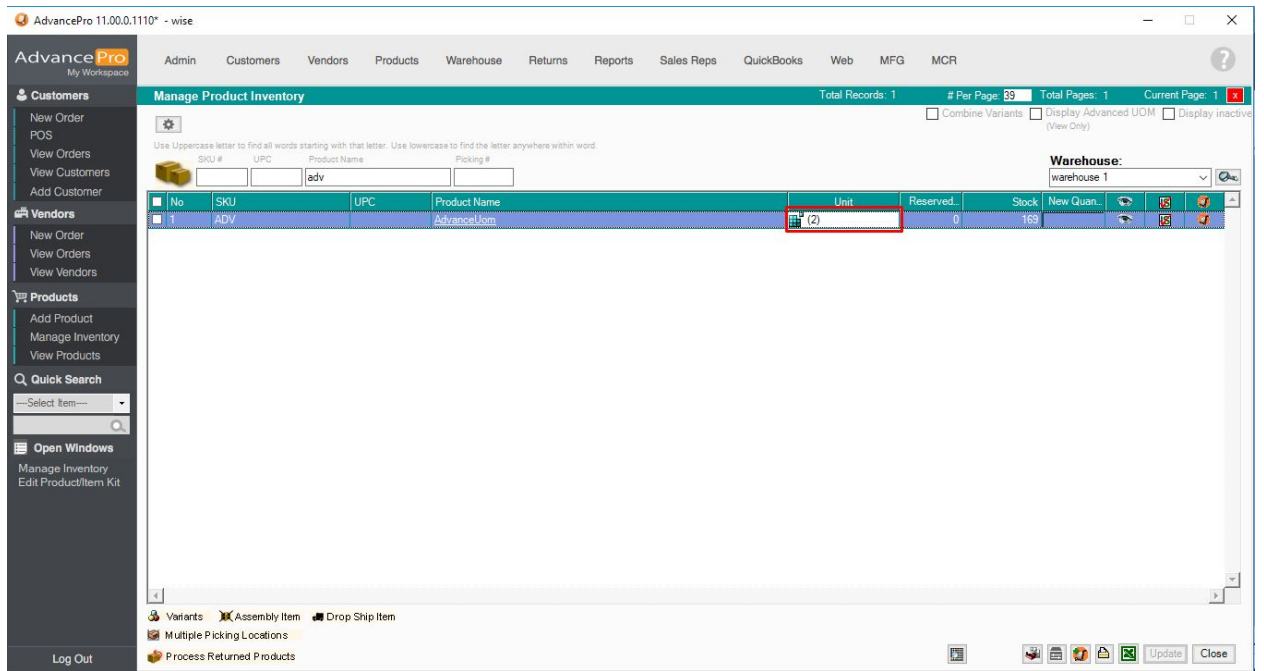 AdvancePro 11.00.0.1110* - wise
AdvancePro
My Workspace
Admin Customers Vendors Products Warehouse Returns Reports Sales Reps QuickBooks Web MFG MCR
?
Customers
New Order
POS
View Orders
View Customers
Add Customer
Vendors
New Order
View Orders
View Vendors
Products
Add Product
Manage Inventory
View Products
Quick Search
----Select Item----
Open Windows
Manage Inventory
Edit Product/Item Kit
Log Out
Manage Product Inventory Total Records: 1 # Per Page: 39 Total Pages: 1 Current Page: 1 x
Combine Variants Display Advanced UOM Display inactive
(View Only)
Use Uppercase letter to find all words starting with that letter. Use lowercase to find the letter anywhere within word.
SKU # UPC Product Name Picking #
adv
Warehouse:
warehouse 1
No SKU UPC Product Name Unit Reserved... Stock New Quan...
1 ADV AdvanceUom (2) 0 169
Variants Assembly Item Drop Ship Item
Multiple Picking Locations
Process Returned Products
Update Close